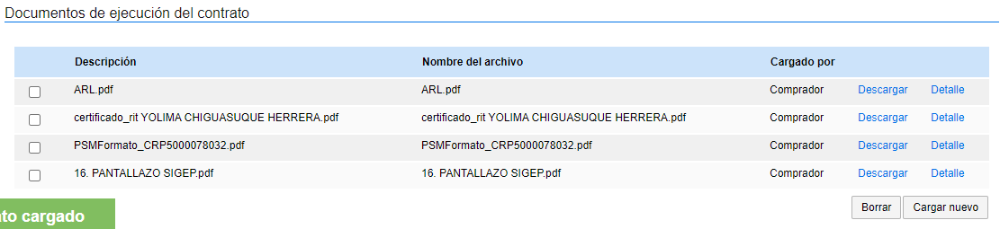 Documentos de ejecución del contrato
Descripción Nombre del archivo Cargado por
ARL.pdf ARL.pdf Comprador Descargar Detalle
certificado_rit YOLIMA CHIGUASUQUE HERRERA.pdf certificado_rit YOLIMA CHIGUASUQUE HERRERA.pdf Comprador Descargar Detalle
PSMFormato_CRP5000078032.pdf PSMFormato_CRP5000078032.pdf Comprador Descargar Detalle
16. PANTALLAZO SIGEP.pdf 16. PANTALLAZO SIGEP.pdf Comprador Descargar Detalle
Borrar Cargar nuevo
to cargado